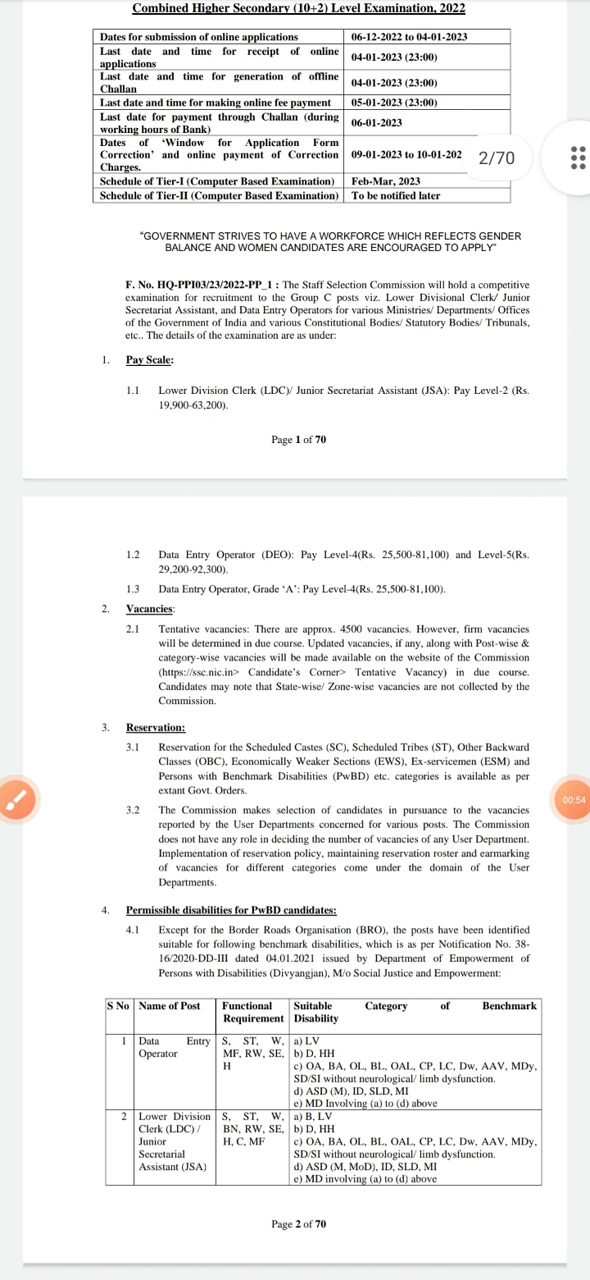 Combined Higher Secondary (10+2) Level Examination, 2022
Dates for submission of online applications 06-12-2022 to 04-01-2023
Last date and time for receipt of online applications 04-01-2023 (23:00)
Last date and time for generation of offline Challan 04-01-2023 (23:00)
Last date and time for making online fee payment 05-01-2023 (23:00)
Last date for payment through Challan (during working hours of Bank) 06-01-2023
Dates of ‘Window for Application Form Correction’ and online payment of Correction Charges. 09-01-2023 to 10-01-202
2/70
Schedule of Tier-I (Computer Based Examination) Feb-Mar, 2023
Schedule of Tier-II (Computer Based Examination) To be notified later
"GOVERNMENT STRIVES TO HAVE A WORKFORCE WHICH REFLECTS GENDER
BALANCE AND WOMEN CANDIDATES ARE ENCOURAGED TO APPLY"
F. No. HQ-PPI03/23/2022-PP_1 : The Staff Selection Commission will hold a competitive
examination for recruitment to the Group C posts viz. Lower Divisional Clerk/ Junior
Secretariat Assistant, and Data Entry Operators for various Ministries/ Departments/ Offices
of the Government of India and various Constitutional Bodies/ Statutory Bodies/ Tribunals,
etc.. The details of the examination are as under:
1. Pay Scale:
1.1 Lower Division Clerk (LDC)/ Junior Secretariat Assistant (JSA): Pay Level-2 (Rs.
19,900-63,200).
Page 1 of 70
1.2 Data Entry Operator (DEO): Pay Level-4(Rs. 25,500-81,100) and Level-5(Rs.
29,200-92,300).
1.3 Data Entry Operator, Grade ‘A’: Pay Level-4(Rs. 25,500-81,100).
2. Vacancies:
2.1 Tentative vacancies: There are approx. 4500 vacancies. However, firm vacancies
will be determined in due course. Updated vacancies, if any, along with Post-wise &
category-wise vacancies will be made available on the website of the Commission
(https://ssc.nic.in> Candidate’s Corner> Tentative Vacancy) in due course.
Candidates may note that State-wise/ Zone-wise vacancies are not collected by the
Commission.
3. Reservation:
3.1 Reservation for the Scheduled Castes (SC), Scheduled Tribes (ST), Other Backward
Classes (OBC), Economically Weaker Sections (EWS), Ex-servicemen (ESM) and
Persons with Benchmark Disabilities (PwBD) etc. categories is available as per
extant Govt. Orders.
00:54
3.2 The Commission makes selection of candidates in pursuance to the vacancies
reported by the User Departments concerned for various posts. The Commission
does not have any role in deciding the number of vacancies of any User Department.
Implementation of reservation policy, maintaining reservation roster and earmarking
of vacancies for different categories come under the domain of the User
Departments.
4. Permissible disabilities for PwBD candidates:
4.1 Except for the Border Roads Organisation (BRO), the posts have been identified
suitable for following benchmark disabilities, which is as per Notification No. 38-
16/2020-DD-III dated 04.01.2021 issued by Department of Empowerment of
Persons with Disabilities (Divyangjan), M/o Social Justice and Empowerment:
S No Name of Post Functional Suitable Category of Benchmark
Requirement Disability
1 Data Entry S, ST, W, a) LV
Operator MF, RW, SE, b) D, HH
H c) OA, BA, OL, BL, OAL, CP, LC, Dw, AAV, MDy,
SD/SI without neurological/ limb dysfunction.
d) ASD (M), ID, SLD, MI
e) MD Involving (a) to (d) above
2 Lower Division S, ST, W, a) B, LV
Clerk (LDC) / BN, RW, SE, b) D, HH
Junior H, C, MF c) OA, BA, OL, BL, OAL, CP, LC, Dw, AAV, MDy,
Secretarial SD/SI without neurological/ limb dysfunction.
Assistant (JSA) d) ASD (M, MoD), ID, SLD, MI
e) MD involving (a) to (d) above
Page 2 of 70